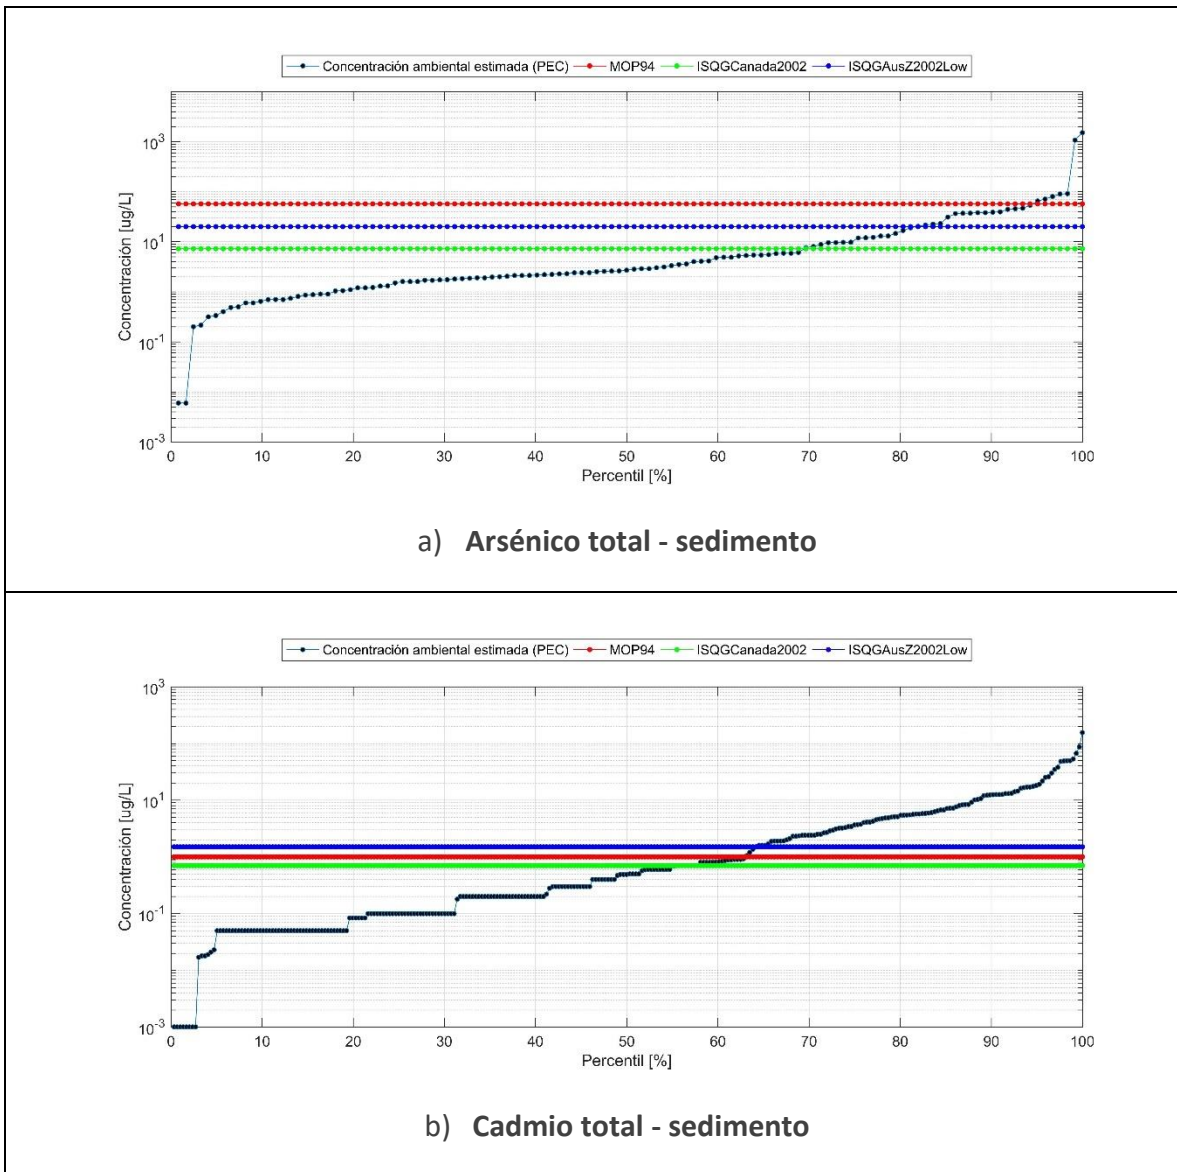 Concentración ambiental estimada (PEC) MOP94 ISQGCanada2002 ISQGAusZ2002Low
Concentración [ug/L]
10^3
10^1
10^-1
10^-3
0 10 20 30 40 50 60 70 80 90 100
Percentil [%]
a) Arsénico total - sedimento
Concentración ambiental estimada (PEC) MOP94 ISQGCanada2002 ISQGAusZ2002Low
Concentración [ug/L]
10^3
10^1
10^-1
10^-3
0 10 20 30 40 50 60 70 80 90 100
Percentil [%]
b) Cadmio total - sedimento